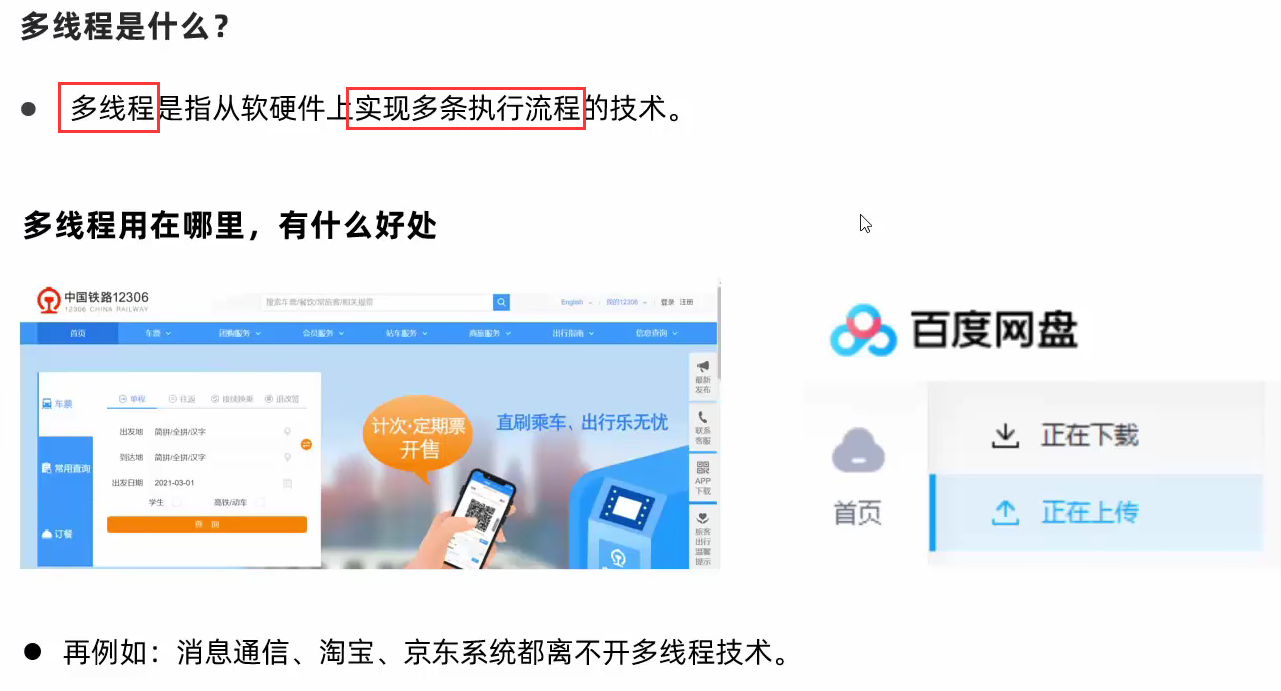 多线程是什么?
多线程是指从软硬件上实现多条执行流程的技术。
多线程用在哪里，有什么好处
中国铁路12306
12306 CHINA RAILWAY
搜索车票/餐饮/常旅客/相关规章
English
我的12306
登录 注册
首页 车票 团购服务 会员服务 站车服务 商旅服务 出行指南 信息查询
车票
常用查询
订餐
单程 往返 接续换乘 退改签
出发地 简拼/全拼/汉字
到达地 简拼/全拼/汉字
出发日期 2021-03-01
学生 高铁/动车
查 询
计次·定期票
开售
直刷乘车、出行乐无忧
最新
发布
联系
客服
APP
下载
旅客
出行
温馨
提示
百度网盘
首页
正在下载
正在上传
再例如：消息通信、淘宝、京东系统都离不开多线程技术。